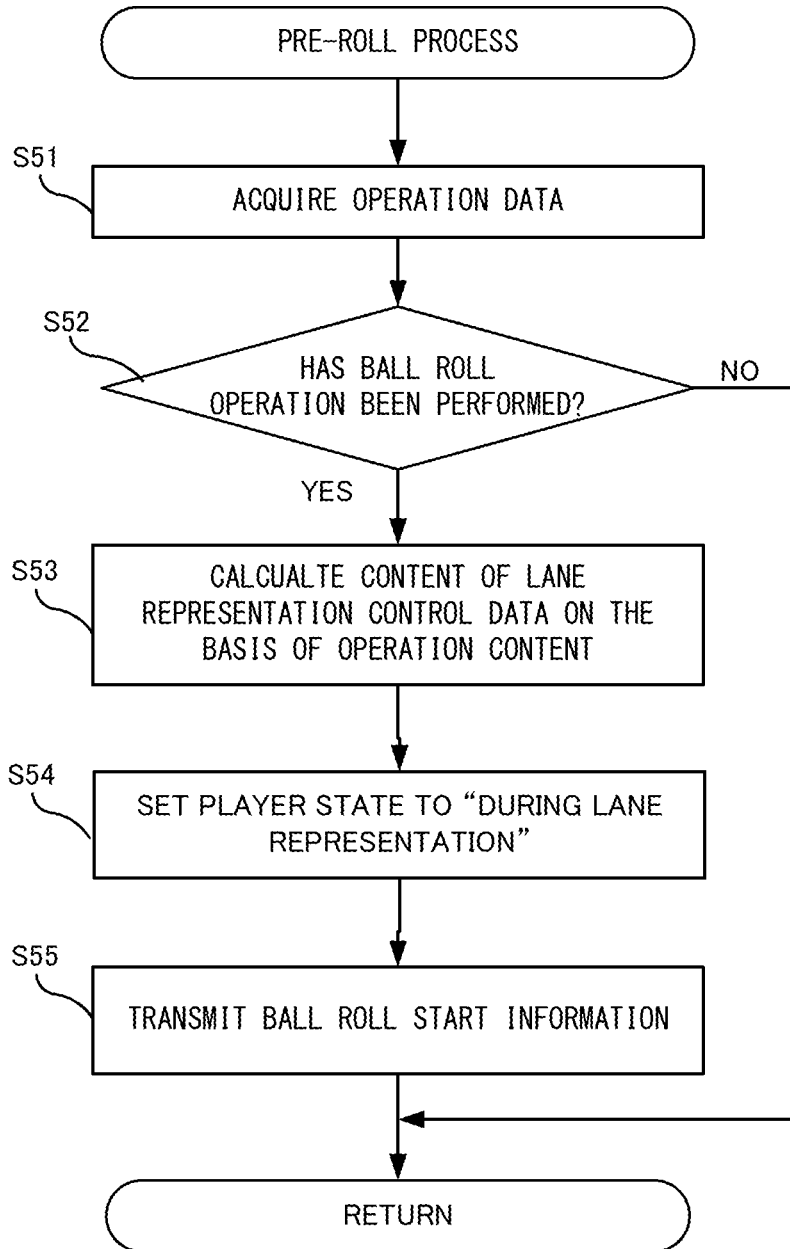 PRE-ROLL PROCESS
S51
ACQUIRE OPERATION DATA
S52
HAS BALL ROLL
OPERATION BEEN PERFORMED?
NO
YES
S53
CALCUALTE CONTENT OF LANE
REPRESENTATION CONTROL DATA ON THE
BASIS OF OPERATION CONTENT
S54
SET PLAYER STATE TO “DURING LANE
REPRESENTATION”
S55
TRANSMIT BALL ROLL START INFORMATION
RETURN